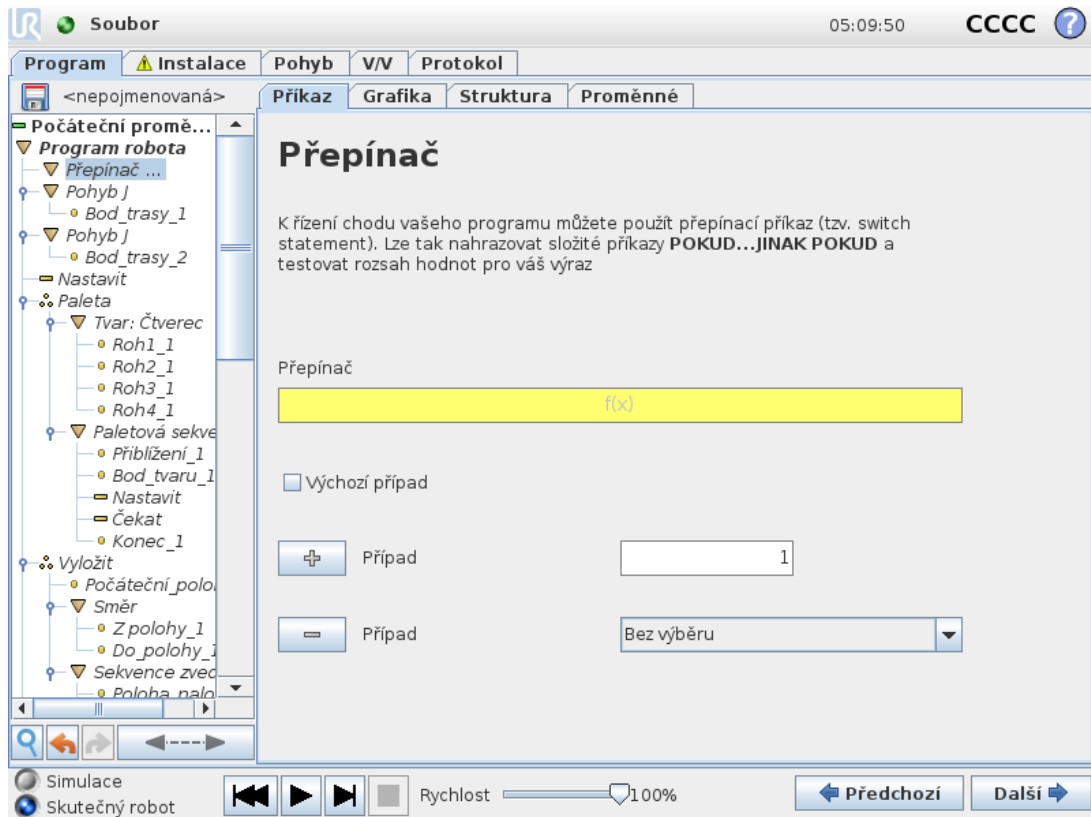 UR
Soubor
05:09:50
CCCC
?
Program
Instalace
Pohyb
V/V
Protokol
<nepojmenovaná>
Příkaz
Grafika
Struktura
Proměnné
Počáteční promě...
Program robota
Přepínač ...
Pohyb J
Bod_trasy_1
Pohyb J
Bod_trasy_2
Nastavit
Paleta
Tvar: Čtverec
Roh1_1
Roh2_1
Roh3_1
Roh4_1
Paletová sekve
Přiblížení_1
Bod_tvaru_1
Nastavit
Čekat
Konec_1
Vyložit
Počáteční_polo
Směr
Z polohy_1
Do_polohy_1
Sekvence zved
Poloha_nalo
Přepínač
K řízení chodu vašeho programu můžete použít přepínací příkaz (tzv. switch
statement). Lze tak nahrazovat složité příkazy POKUD...JINAK POKUD a
testovat rozsah hodnot pro váš výraz
Přepínač
f(x)
Výchozí případ
Případ
1
Případ
Bez výběru
Simulace
Skutečný robot
Rychlost
100%
Předchozí
Další